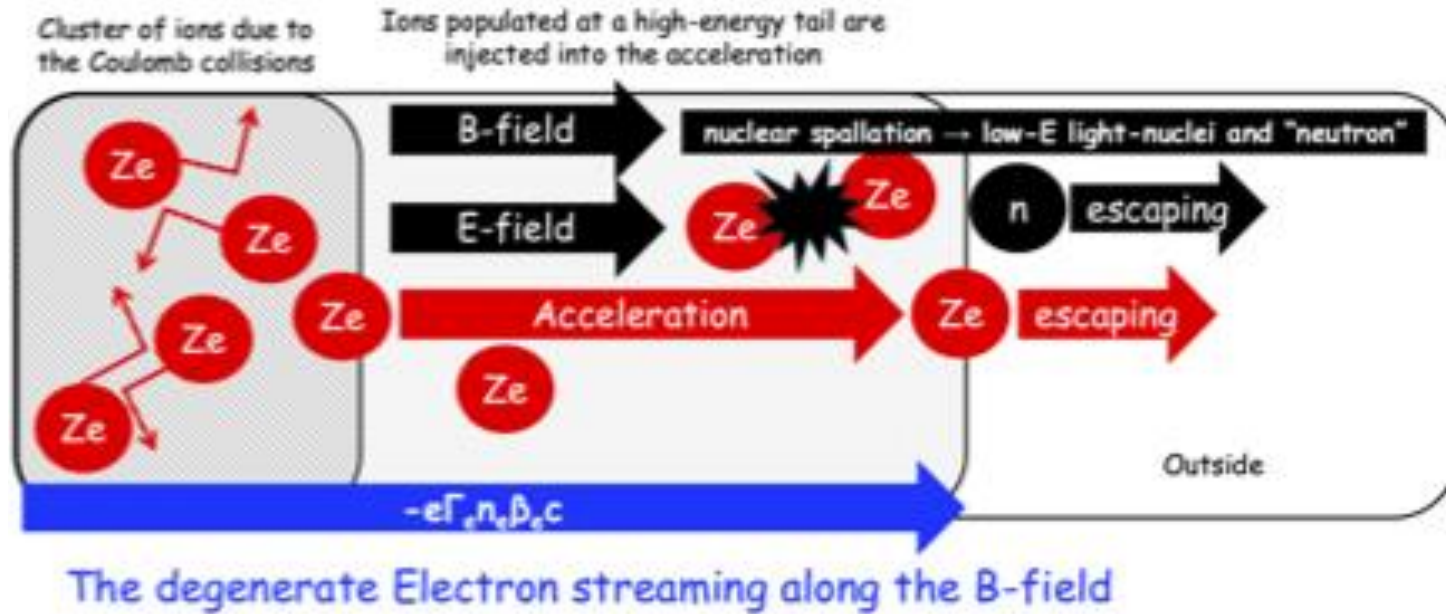 Cluster of ions due to
the Coulomb collisions
Ions populated at a high-energy tail are
injected into the acceleration
B-field
nuclear spallation → low-E light-nuclei and "neutron"
Ze
Ze
Ze
Ze
E-field
Ze
Ze
n
escaping
Ze
Acceleration
Ze
escaping
Ze
Outside
-eΓₑnₑβₑc
The degenerate Electron streaming along the B-field